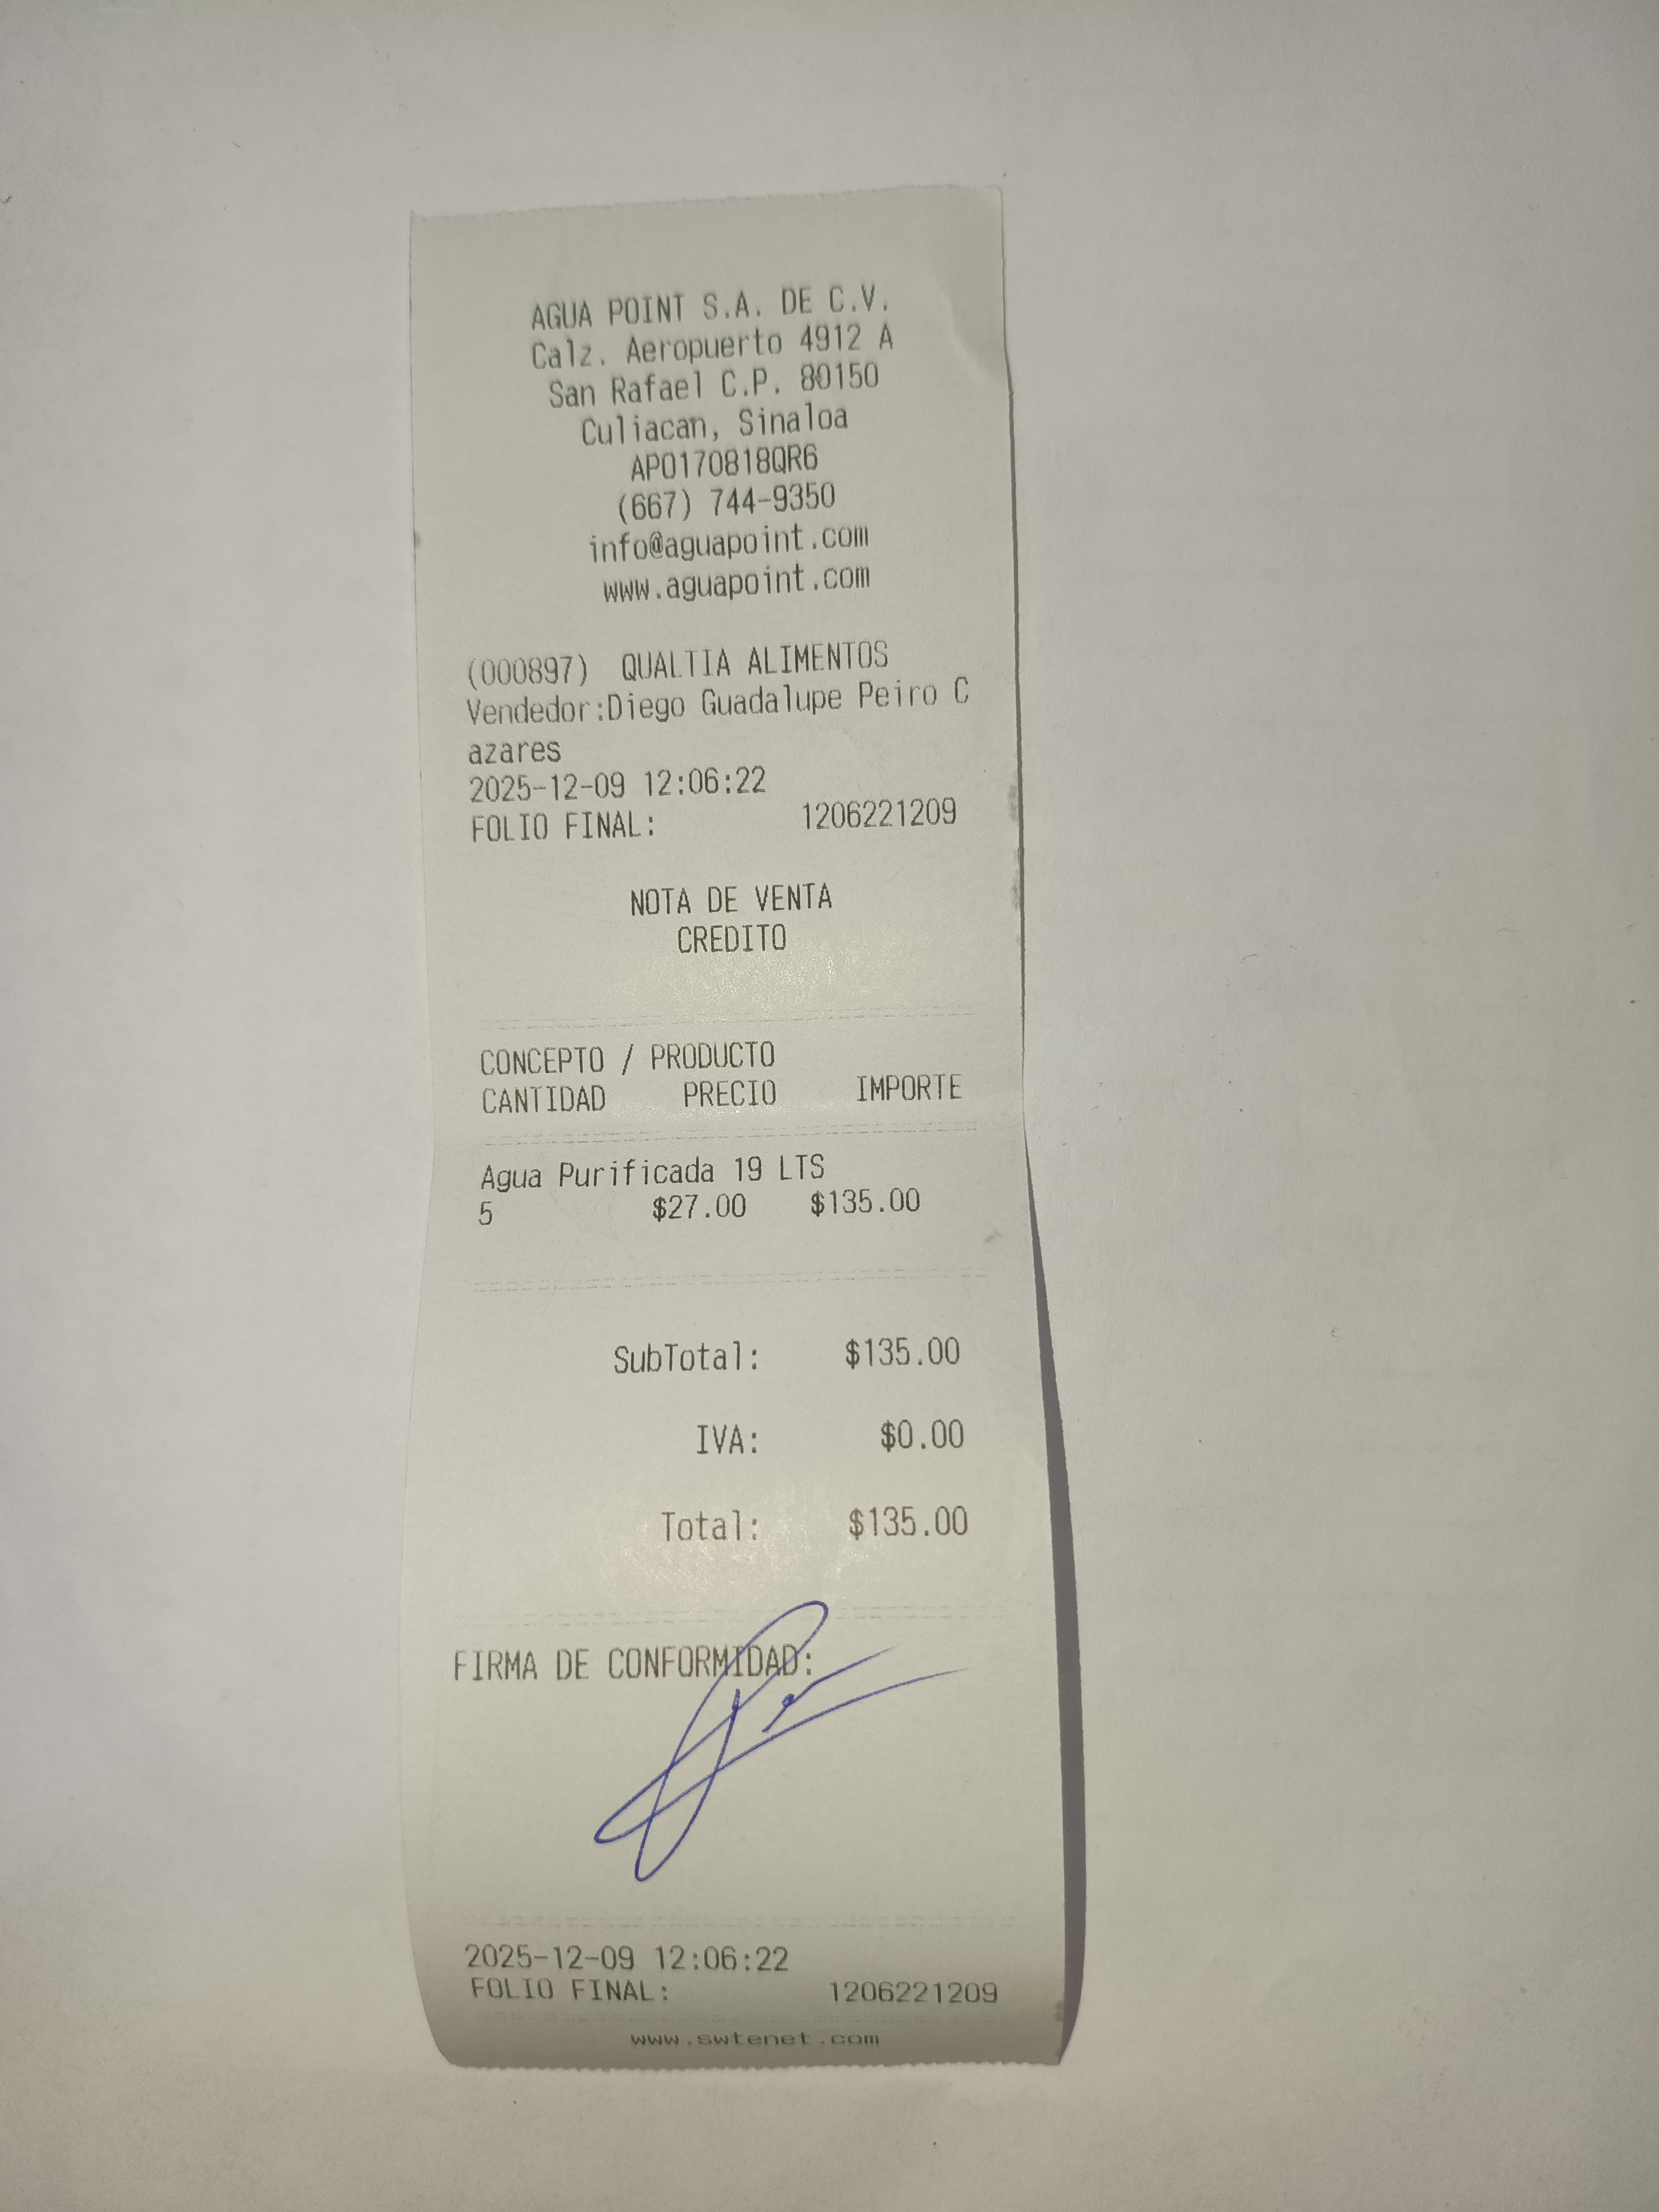 AGUA POINT S.A. DE C.V.
Calz. Aeropuerto 4912 A
San Rafael C.P. 80150
Culiacan, Sinaloa
APO170818QR6
(667) 744-9350
info@aguapoint.com
www.aguapoint.com
(000897) QUALTIA ALIMENTOS
Vendedor:Diego Guadalupe Peiro C
azares
2025-12-09 12:06:22
FOLIO FINAL: 1206221209
NOTA DE VENTA
CREDITO
CONCEPTO / PRODUCTO
CANTIDAD PRECIO IMPORTE
Agua Purificada 19 LTS
5 $27.00 $135.00
SubTotal: $135.00
IVA: $0.00
Total: $135.00
FIRMA DE CONFORMIDAD:
2025-12-09 12:06:22
FOLIO FINAL: 1206221209
www.swtenet.com